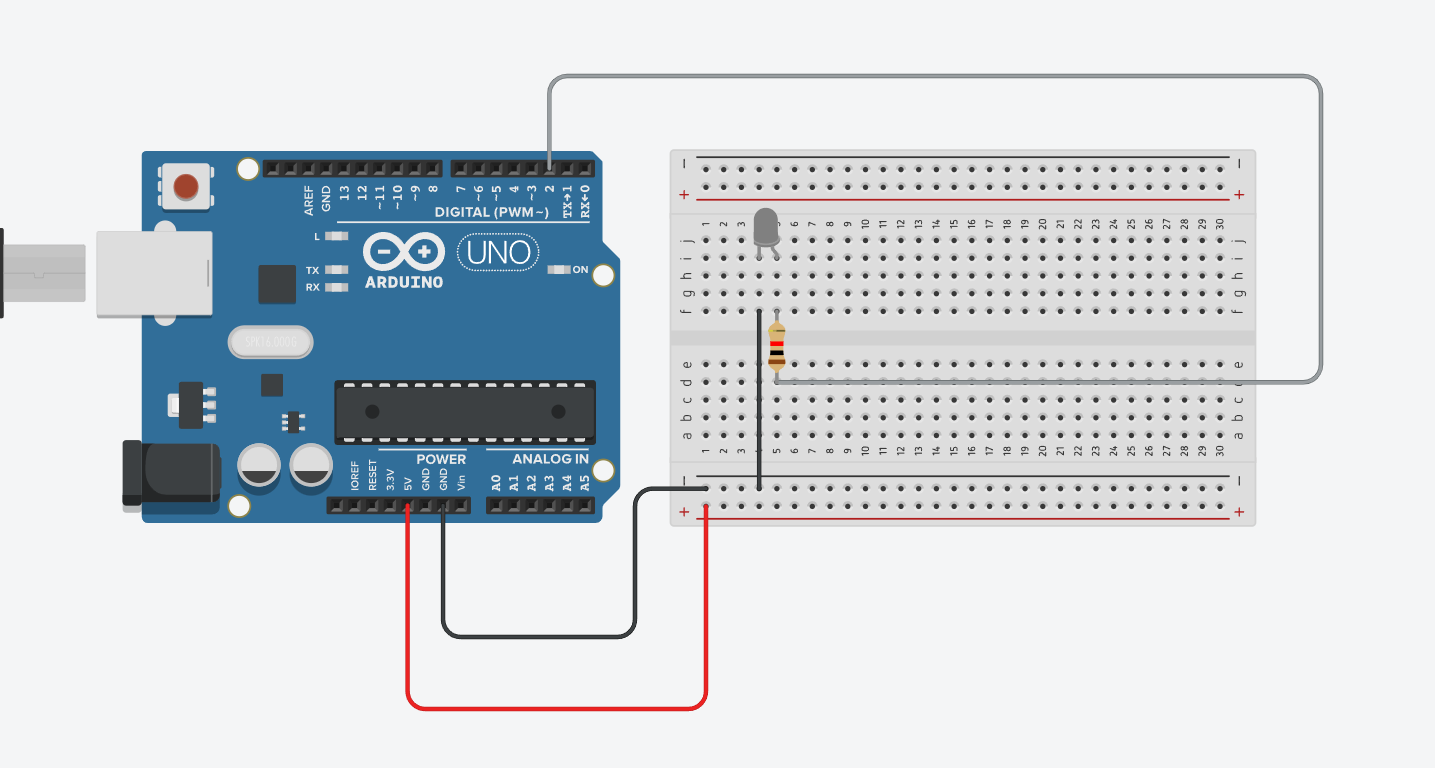 AREF GND 13 12 ~11 ~10 ~9 8 7 ~6 ~5 4 ~3 2 TX→1 RX←0
DIGITAL (PWM~)
L
TX
RX
ARDUINO
UNO
ON
SPK16.000G
POWER
ANALOG IN
IOREF RESET 3.3V 5V GND GND Vin A0 A1 A2 A3 A4 A5
− −
+ +
1 2 3 5 6 7 8 9 10 11 12 13 14 15 16 17 18 19 20 21 22 23 24 25 26 27 28 29 30
j j
i i
h h
g g
f f
e e
d
c c
b b
a a
1 2 3 4 5 6 7 8 9 10 11 12 13 14 15 16 17 18 19 20 21 22 23 24 25 26 27 28 29 30
− −
+ +